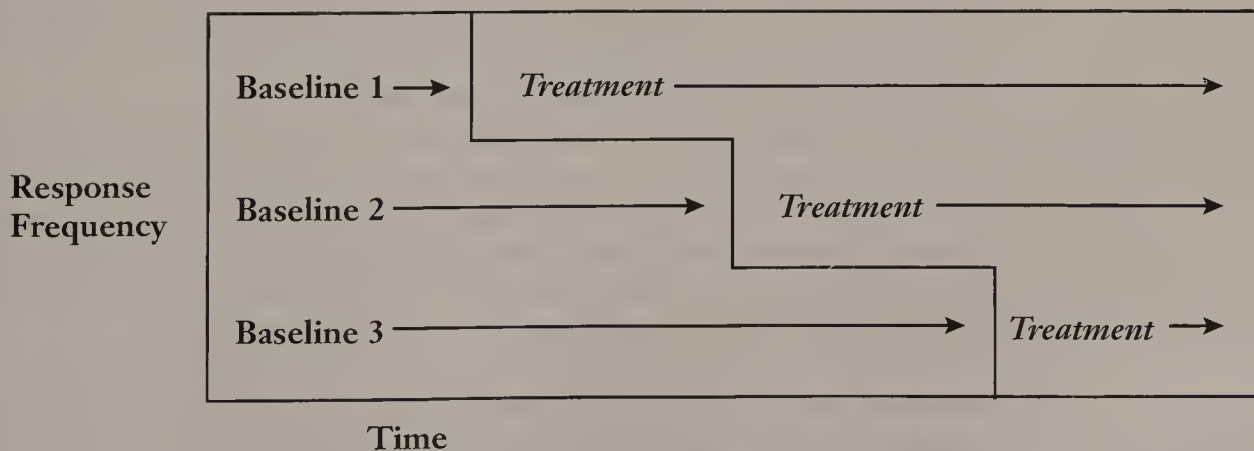 Baseline 1
Treatment
Response
Frequency
Baseline 2
Treatment
Baseline 3
Treatment
Time